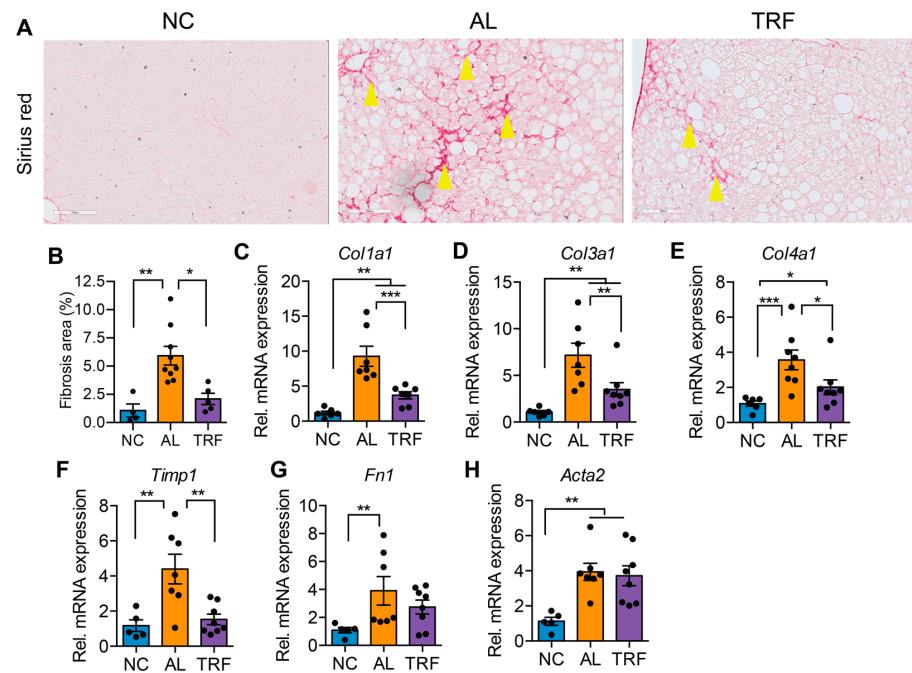 NC AL TRF
A
Sirius red
B
Fibrosis area (%)
12.5
10.0
7.5
5.0
2.5
0.0
** *
NC AL TRF
C
Col1a1
Rel. mRNA expression
20
15
10
5
0
**
***
NC AL TRF
D
Col3a1
Rel. mRNA expression
15
10
5
0
**
**
NC AL TRF
E
Col4a1
Rel. mRNA expression
8
6
4
2
0
*
*** *
NC AL TRF
F
Timp1
Rel. mRNA expression
8
6
4
2
0
** **
NC AL TRF
G
Fn1
Rel. mRNA expression
10
8
6
4
2
0
**
NC AL TRF
H
Acta2
Rel. mRNA expression
8
6
4
2
0
**
NC AL TRF